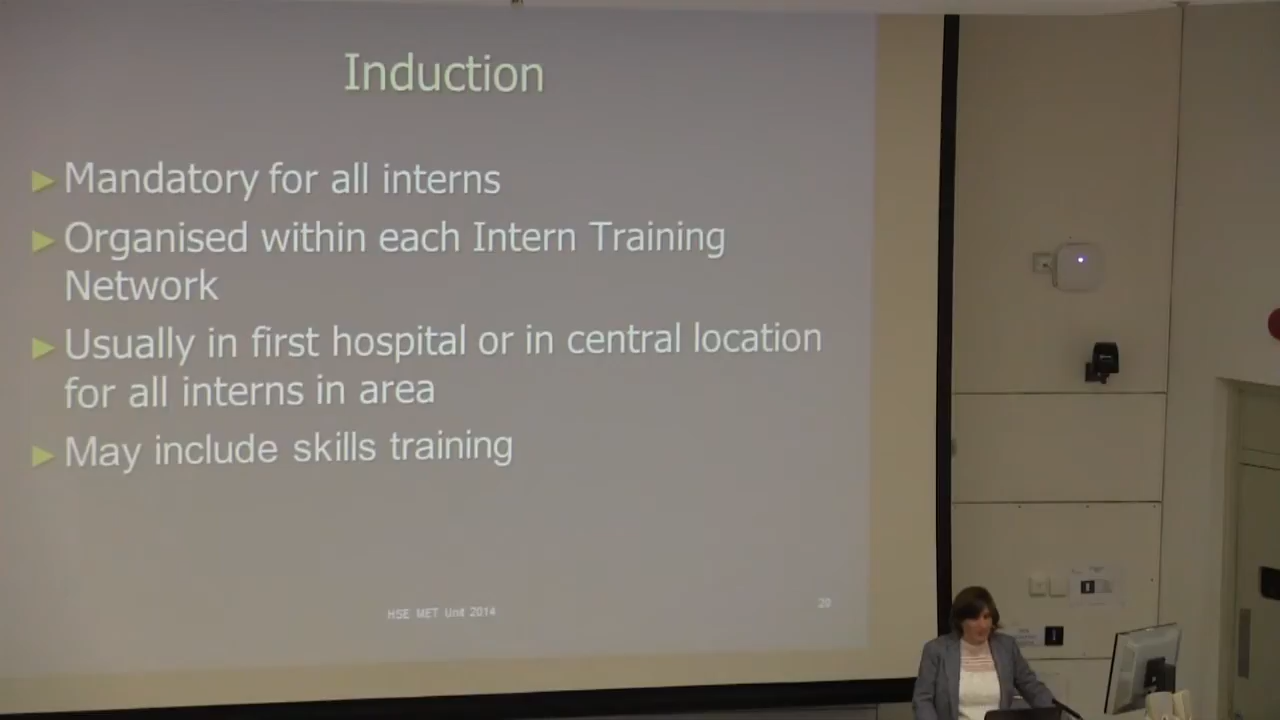 Induction
Mandatory for all interns
Organised within each Intern Training
Network
Usually in first hospital or in central location
for all interns in area
May include skills training
HSE MET Unit 2014
20